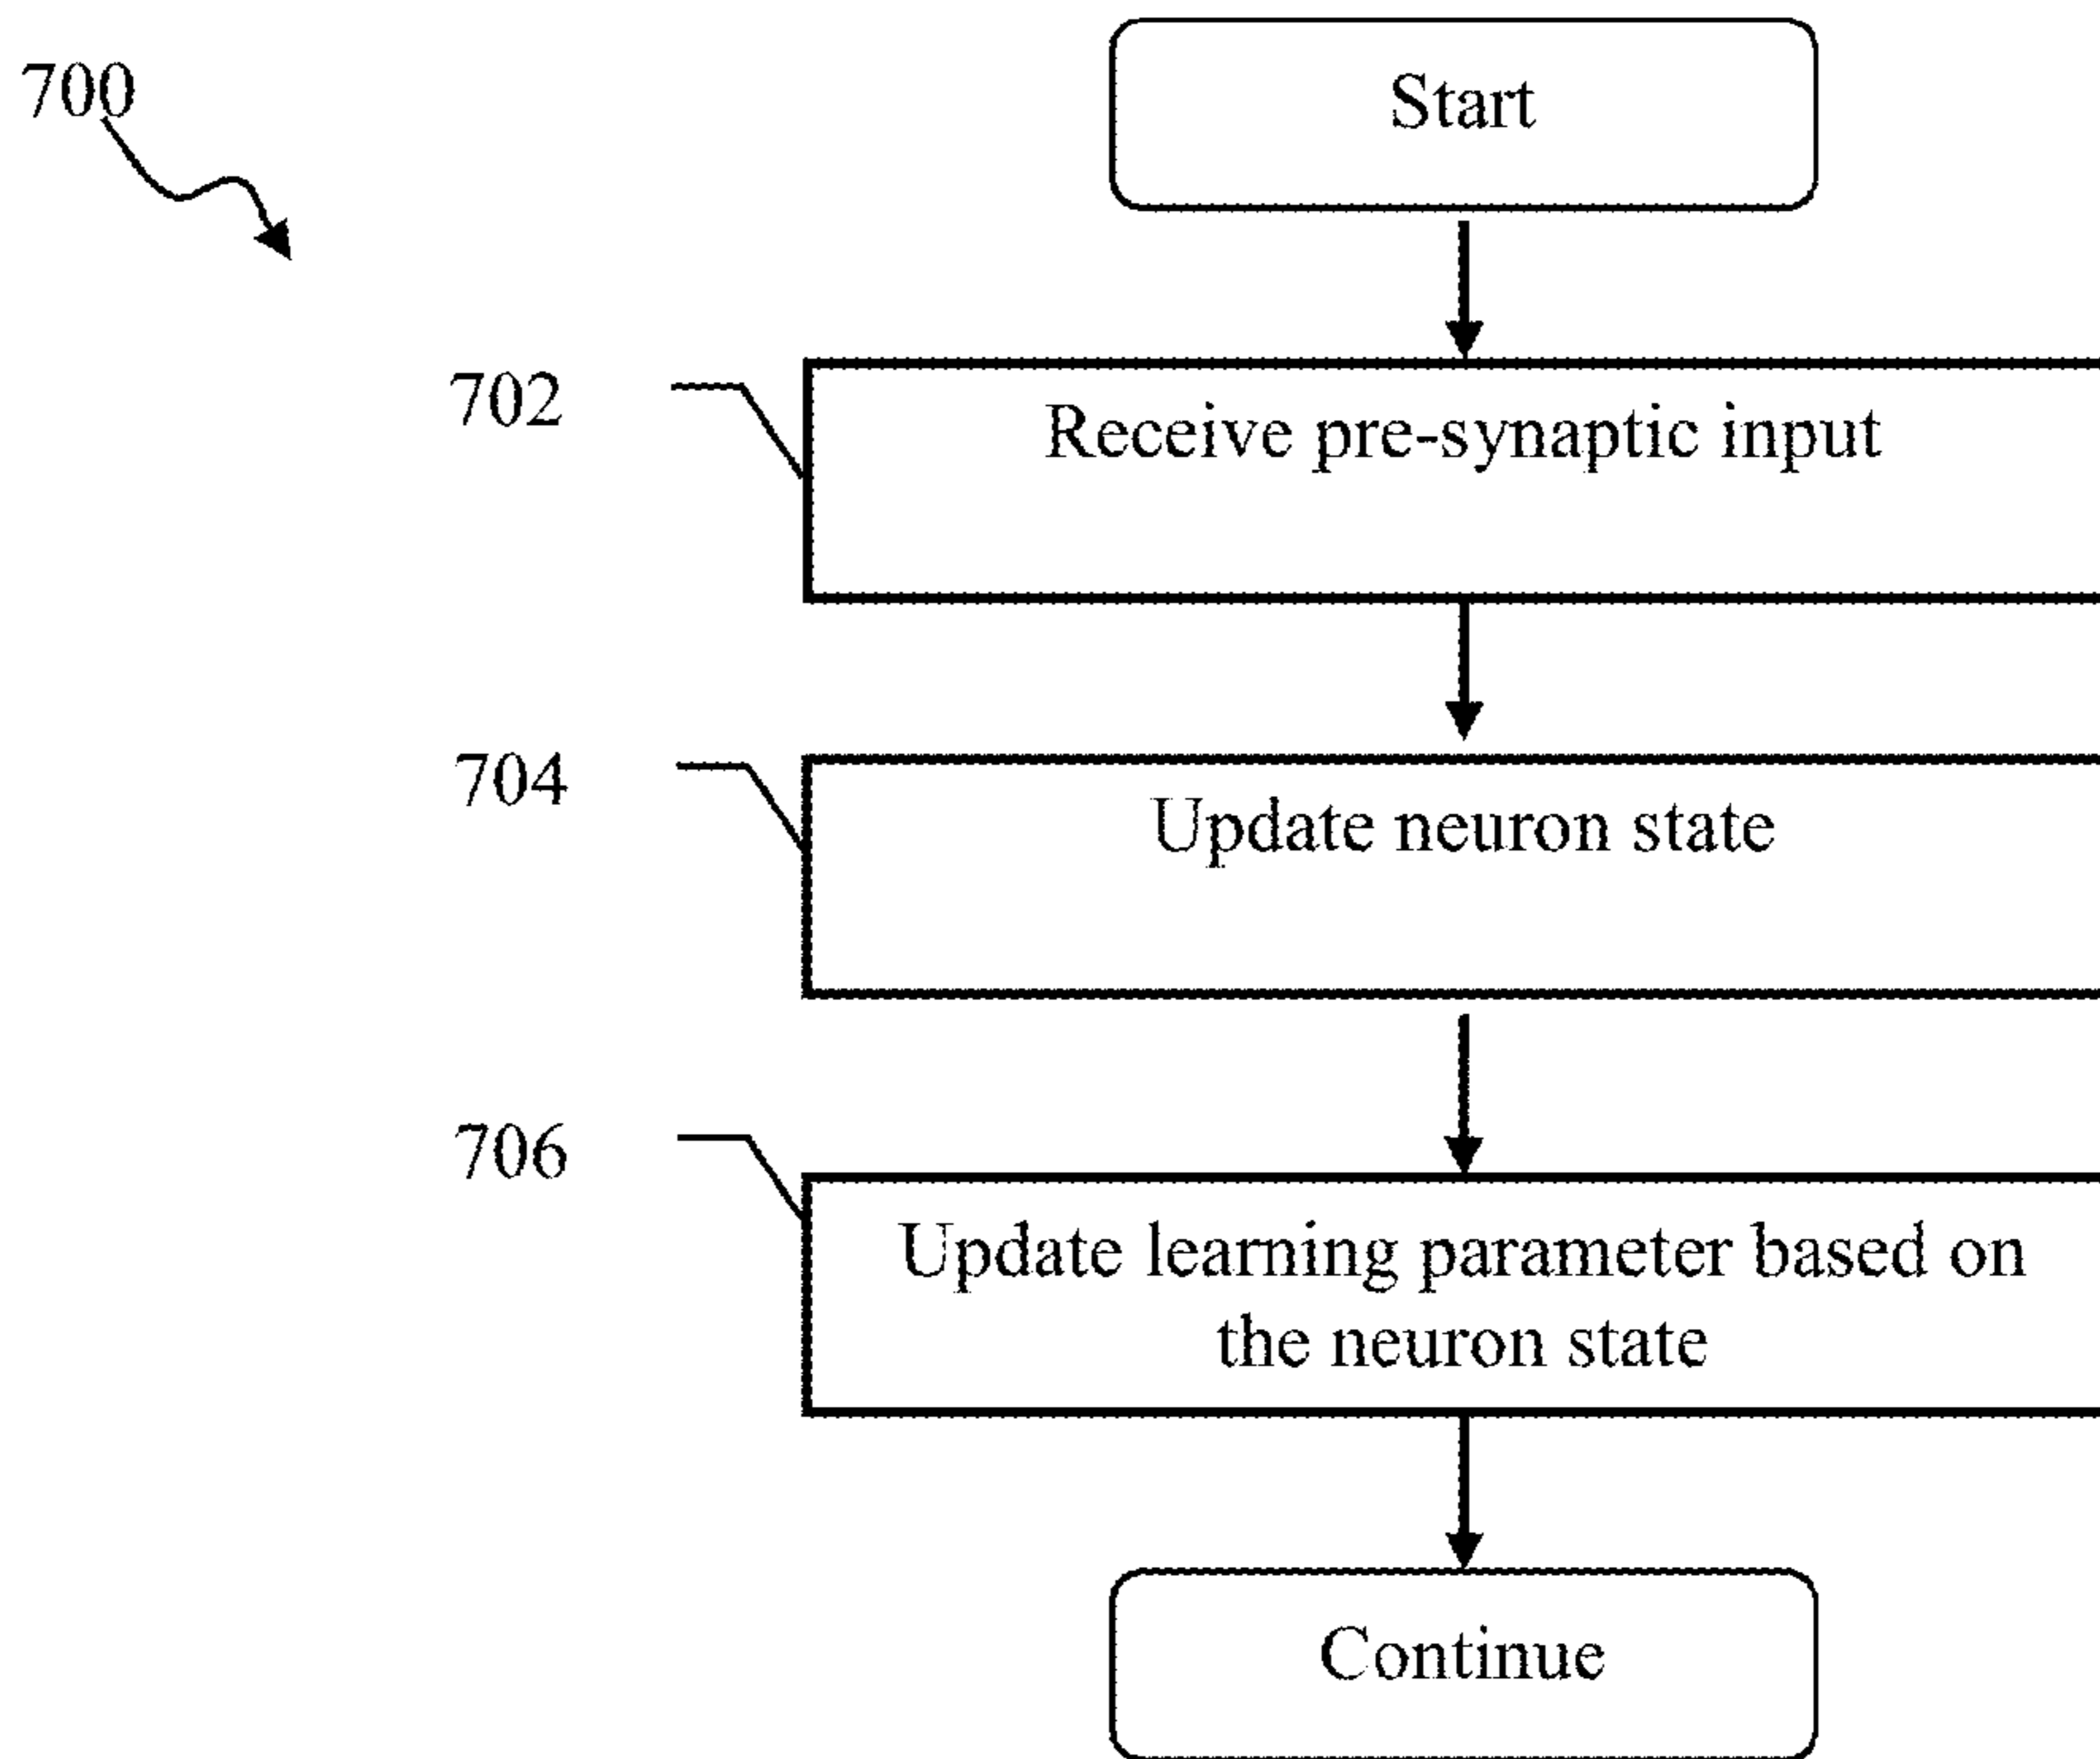 700
Start
702
Receive pre-synaptic input
704
Update neuron state
706
Update learning parameter based on
the neuron state
Continue